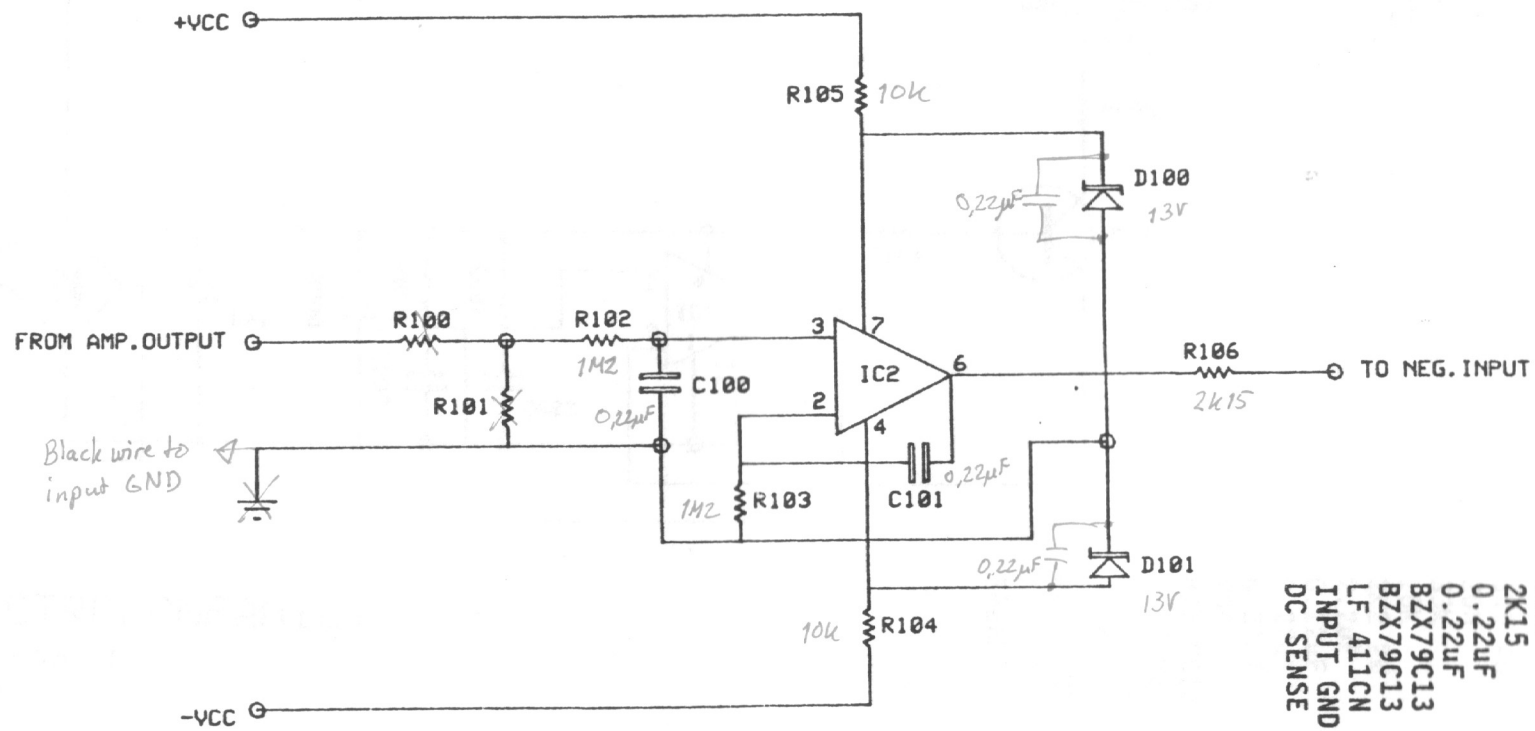 +VCC
R105 10k
D100
0,22µF
13V
FROM AMP.OUTPUT
R100
R102
1M2
3
7
C100
0,22µF
IC2
6
R106
2k15
TO NEG.INPUT
R101
2
4
Black wire to
input GND
R103
1M2
C101
0,22µF
0,22µF
D101
13V
10k
R104
-VCC
2K15
0.22uF
0.22uF
BZX79C13
BZX79C13
LF 411CN
INPUT GND
DC SENSE